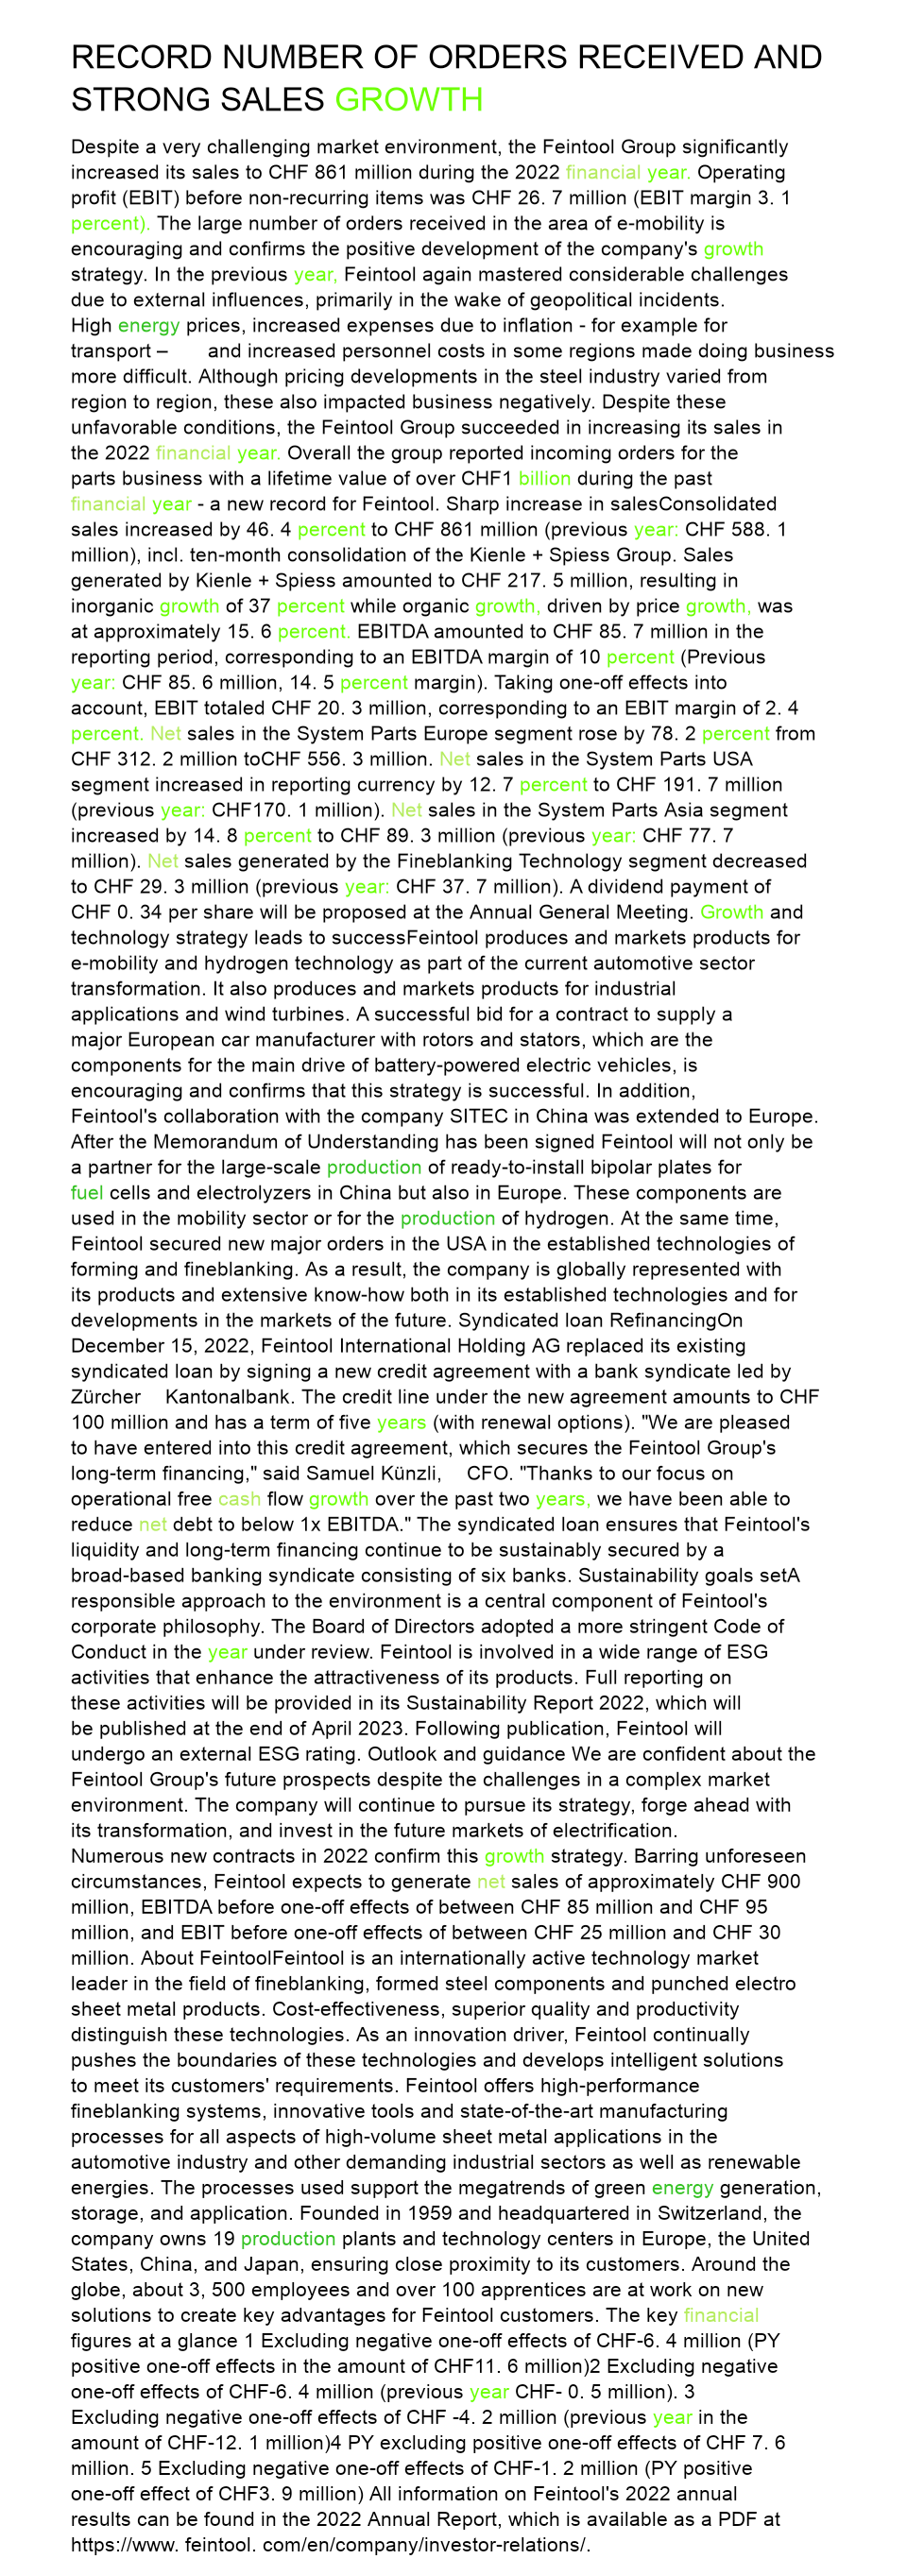 RECORD NUMBER OF ORDERS RECEIVED AND
STRONG SALES GROWTH
Despite a very challenging market environment, the Feintool Group significantly
increased its sales to CHF 861 million during the 2022 financial year. Operating
profit (EBIT) before non-recurring items was CHF 26. 7 million (EBIT margin 3. 1
percent). The large number of orders received in the area of e-mobility is
encouraging and confirms the positive development of the company's growth
strategy. In the previous year, Feintool again mastered considerable challenges
due to external influences, primarily in the wake of geopolitical incidents.
High energy prices, increased expenses due to inflation - for example for
transport – and increased personnel costs in some regions made doing business
more difficult. Although pricing developments in the steel industry varied from
region to region, these also impacted business negatively. Despite these
unfavorable conditions, the Feintool Group succeeded in increasing its sales in
the 2022 financial year. Overall the group reported incoming orders for the
parts business with a lifetime value of over CHF1 billion during the past
financial year - a new record for Feintool. Sharp increase in salesConsolidated
sales increased by 46. 4 percent to CHF 861 million (previous year: CHF 588. 1
million), incl. ten-month consolidation of the Kienle + Spiess Group. Sales
generated by Kienle + Spiess amounted to CHF 217. 5 million, resulting in
inorganic growth of 37 percent while organic growth, driven by price growth, was
at approximately 15. 6 percent. EBITDA amounted to CHF 85. 7 million in the
reporting period, corresponding to an EBITDA margin of 10 percent (Previous
year: CHF 85. 6 million, 14. 5 percent margin). Taking one-off effects into
account, EBIT totaled CHF 20. 3 million, corresponding to an EBIT margin of 2. 4
percent. Net sales in the System Parts Europe segment rose by 78. 2 percent from
CHF 312. 2 million toCHF 556. 3 million. Net sales in the System Parts USA
segment increased in reporting currency by 12. 7 percent to CHF 191. 7 million
(previous year: CHF170. 1 million). Net sales in the System Parts Asia segment
increased by 14. 8 percent to CHF 89. 3 million (previous year: CHF 77. 7
million). Net sales generated by the Fineblanking Technology segment decreased
to CHF 29. 3 million (previous year: CHF 37. 7 million). A dividend payment of
CHF 0. 34 per share will be proposed at the Annual General Meeting. Growth and
technology strategy leads to successFeintool produces and markets products for
e-mobility and hydrogen technology as part of the current automotive sector
transformation. It also produces and markets products for industrial
applications and wind turbines. A successful bid for a contract to supply a
major European car manufacturer with rotors and stators, which are the
components for the main drive of battery-powered electric vehicles, is
encouraging and confirms that this strategy is successful. In addition,
Feintool's collaboration with the company SITEC in China was extended to Europe.
After the Memorandum of Understanding has been signed Feintool will not only be
a partner for the large-scale production of ready-to-install bipolar plates for
fuel cells and electrolyzers in China but also in Europe. These components are
used in the mobility sector or for the production of hydrogen. At the same time,
Feintool secured new major orders in the USA in the established technologies of
forming and fineblanking. As a result, the company is globally represented with
its products and extensive know-how both in its established technologies and for
developments in the markets of the future. Syndicated loan RefinancingOn
December 15, 2022, Feintool International Holding AG replaced its existing
syndicated loan by signing a new credit agreement with a bank syndicate led by
Zürcher Kantonalbank. The credit line under the new agreement amounts to CHF
100 million and has a term of five years (with renewal options). "We are pleased
to have entered into this credit agreement, which secures the Feintool Group's
long-term financing," said Samuel Künzli, CFO. "Thanks to our focus on
operational free cash flow growth over the past two years, we have been able to
reduce net debt to below 1x EBITDA." The syndicated loan ensures that Feintool's
liquidity and long-term financing continue to be sustainably secured by a
broad-based banking syndicate consisting of six banks. Sustainability goals setA
responsible approach to the environment is a central component of Feintool's
corporate philosophy. The Board of Directors adopted a more stringent Code of
Conduct in the year under review. Feintool is involved in a wide range of ESG
activities that enhance the attractiveness of its products. Full reporting on
these activities will be provided in its Sustainability Report 2022, which will
be published at the end of April 2023. Following publication, Feintool will
undergo an external ESG rating. Outlook and guidance We are confident about the
Feintool Group's future prospects despite the challenges in a complex market
environment. The company will continue to pursue its strategy, forge ahead with
its transformation, and invest in the future markets of electrification.
Numerous new contracts in 2022 confirm this growth strategy. Barring unforeseen
circumstances, Feintool expects to generate net sales of approximately CHF 900
million, EBITDA before one-off effects of between CHF 85 million and CHF 95
million, and EBIT before one-off effects of between CHF 25 million and CHF 30
million. About FeintoolFeintool is an internationally active technology market
leader in the field of fineblanking, formed steel components and punched electro
sheet metal products. Cost-effectiveness, superior quality and productivity
distinguish these technologies. As an innovation driver, Feintool continually
pushes the boundaries of these technologies and develops intelligent solutions
to meet its customers' requirements. Feintool offers high-performance
fineblanking systems, innovative tools and state-of-the-art manufacturing
processes for all aspects of high-volume sheet metal applications in the
automotive industry and other demanding industrial sectors as well as renewable
energies. The processes used support the megatrends of green energy generation,
storage, and application. Founded in 1959 and headquartered in Switzerland, the
company owns 19 production plants and technology centers in Europe, the United
States, China, and Japan, ensuring close proximity to its customers. Around the
globe, about 3, 500 employees and over 100 apprentices are at work on new
solutions to create key advantages for Feintool customers. The key financial
figures at a glance 1 Excluding negative one-off effects of CHF-6. 4 million (PY
positive one-off effects in the amount of CHF11. 6 million)2 Excluding negative
one-off effects of CHF-6. 4 million (previous year CHF- 0. 5 million). 3
Excluding negative one-off effects of CHF -4. 2 million (previous year in the
amount of CHF-12. 1 million)4 PY excluding positive one-off effects of CHF 7. 6
million. 5 Excluding negative one-off effects of CHF-1. 2 million (PY positive
one-off effect of CHF3. 9 million) All information on Feintool's 2022 annual
results can be found in the 2022 Annual Report, which is available as a PDF at
https://www. feintool. com/en/company/investor-relations/.